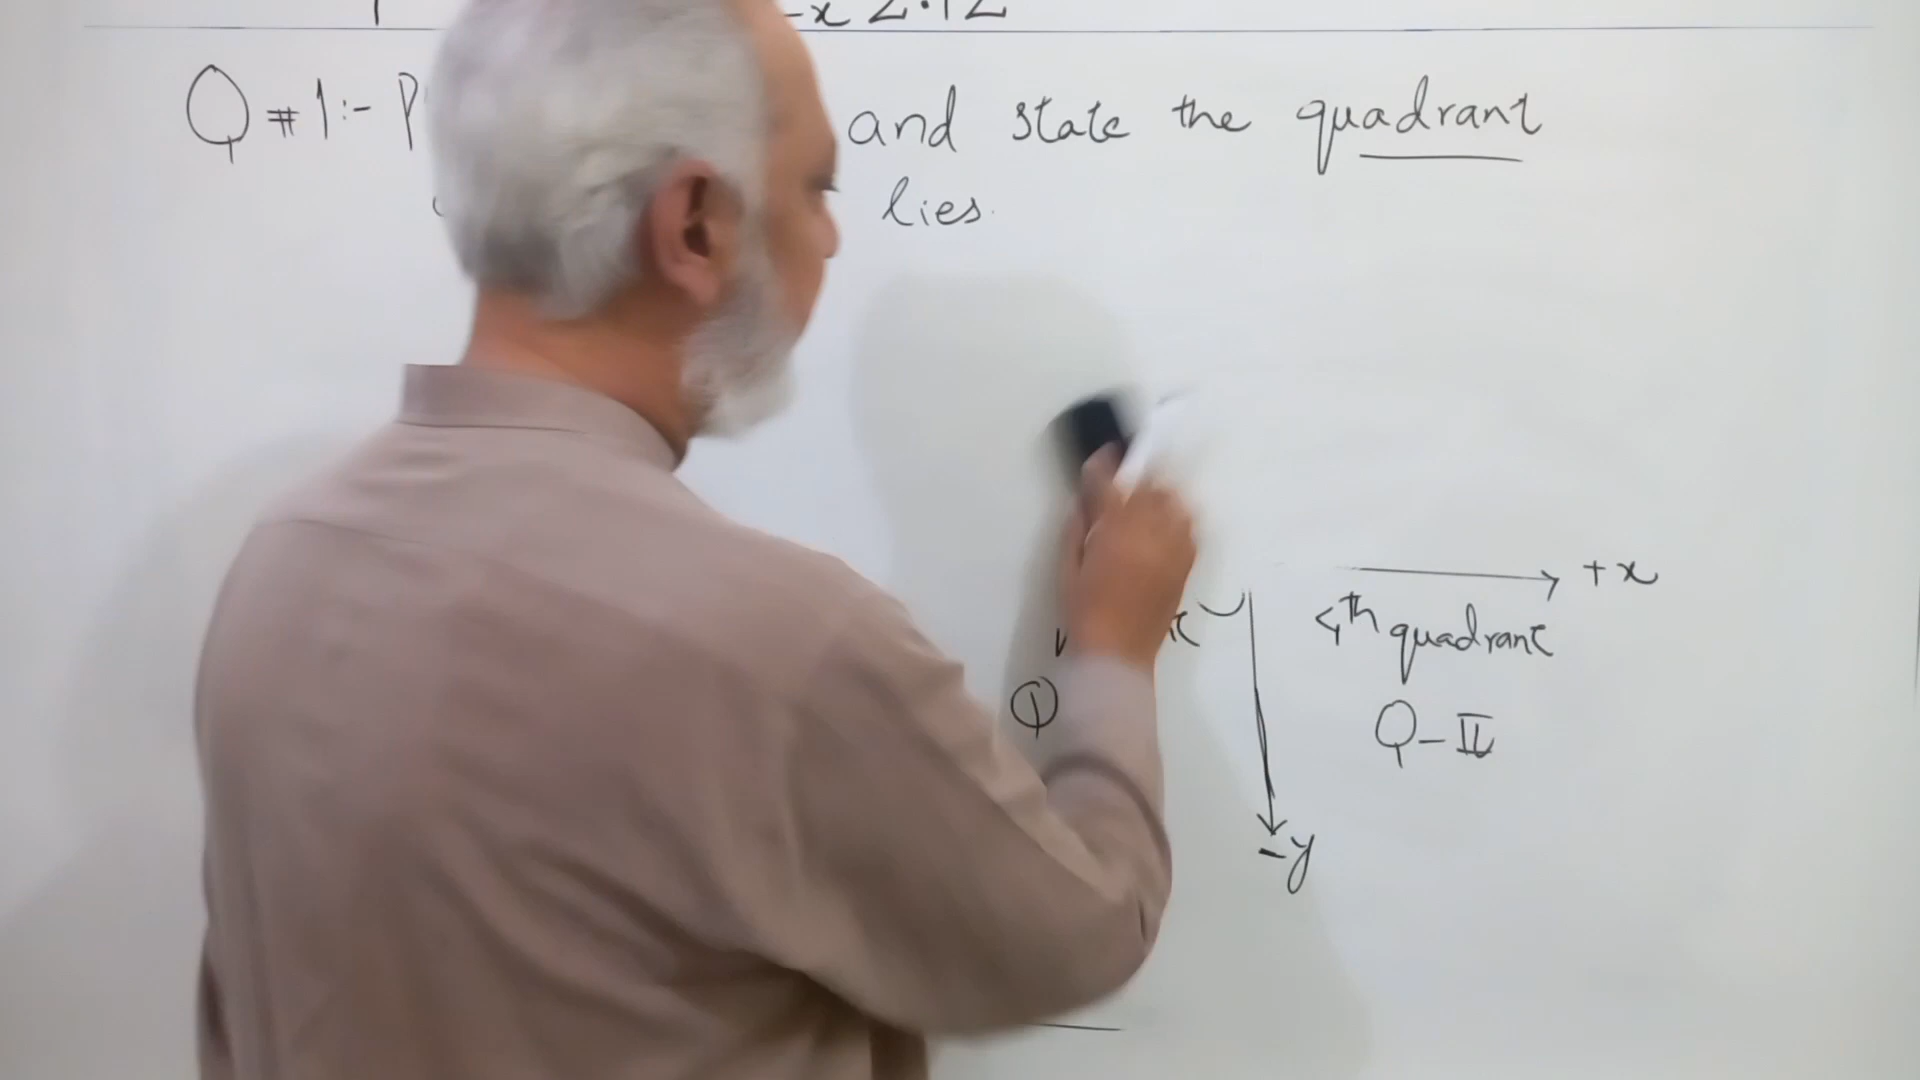 x 2.12
Q # 1:- P and state the quadrant
lies.
+x
4th quadrant
Q
Q-II
-y